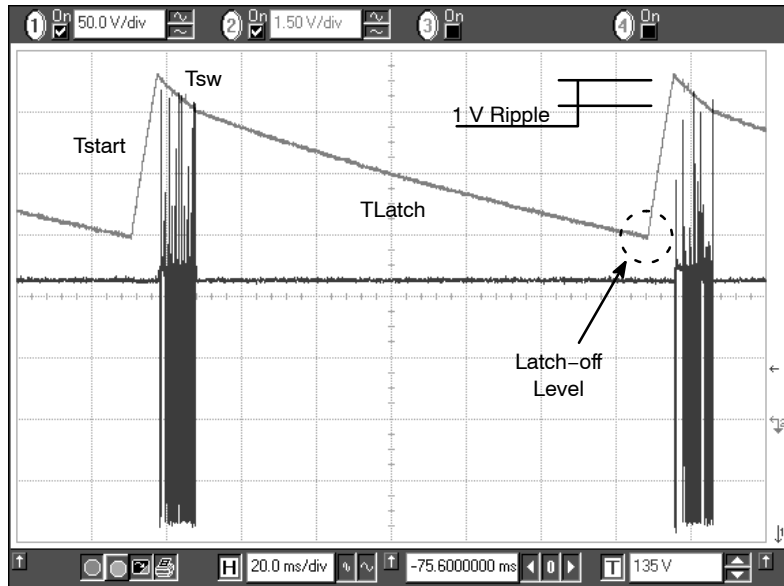 1 On 50.0 V/div 2 On 1.50 V/div 3 On 4 On
Tsw
1 V Ripple
Tstart
TLatch
Latch−off
Level
H 20.0 ms/div -75.6000000 ms 0 T 135 V